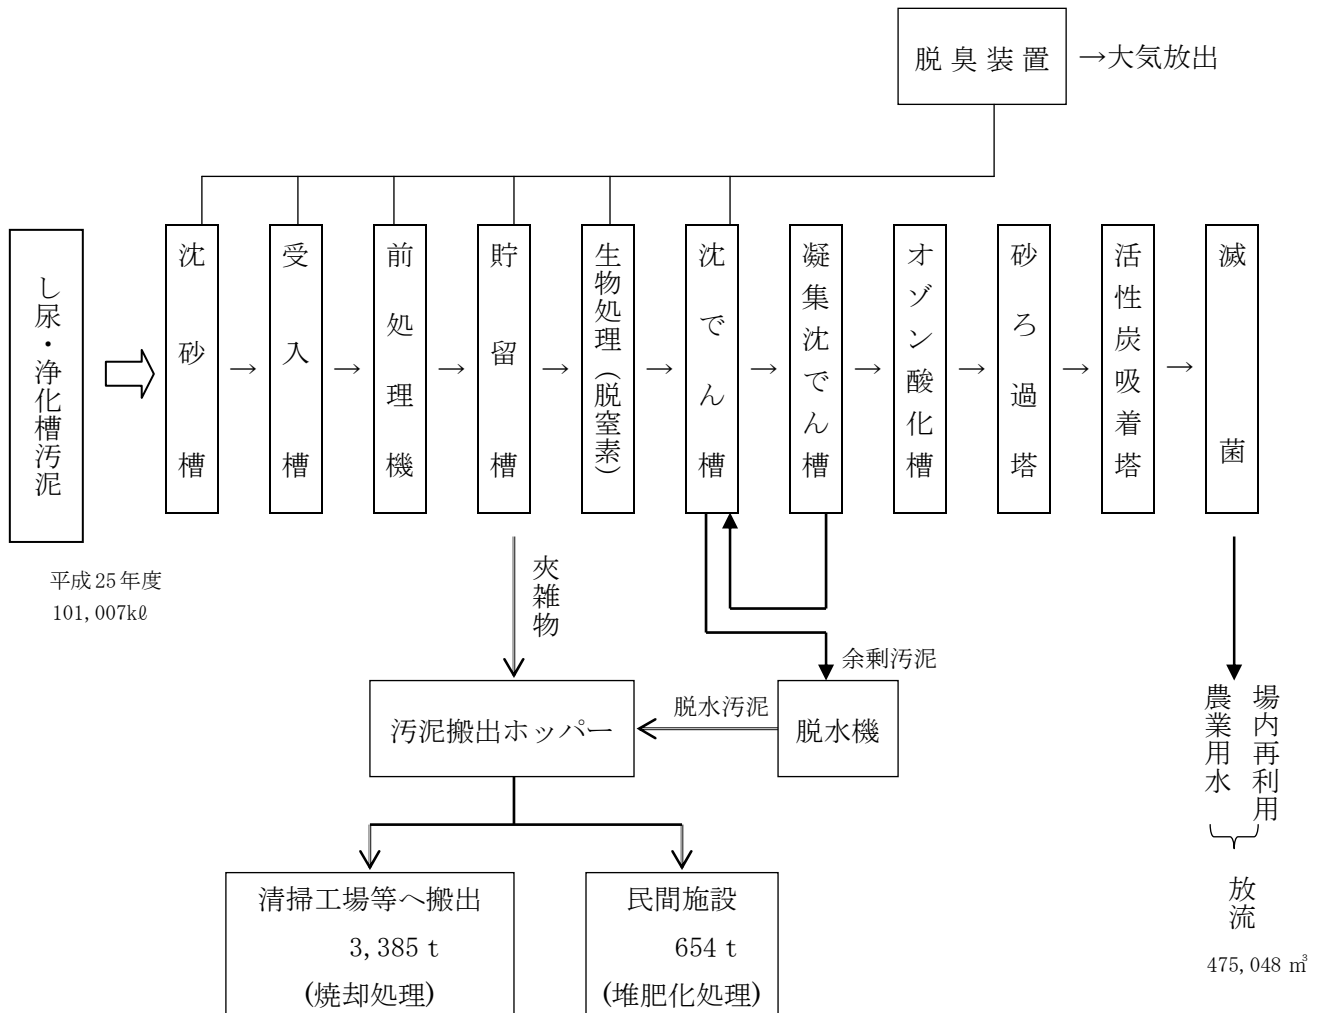 脱臭装置
→大気放出
し尿・浄化槽汚泥
沈砂槽
→
受入槽
→
前処理機
→
貯留槽
→
生物処理(脱窒素)
→
沈でん槽
→
凝集沈でん槽
→
オゾン酸化槽
→
砂ろ過塔
→
活性炭吸着塔
→
滅菌
平成25年度
101,007kℓ
夾雑物
余剰汚泥
脱水汚泥
汚泥搬出ホッパー
脱水機
場内再利用
農業用水
放流
475,048 ㎥
清掃工場等へ搬出
3,385 t
(焼却処理)
民間施設
654 t
(堆肥化処理)